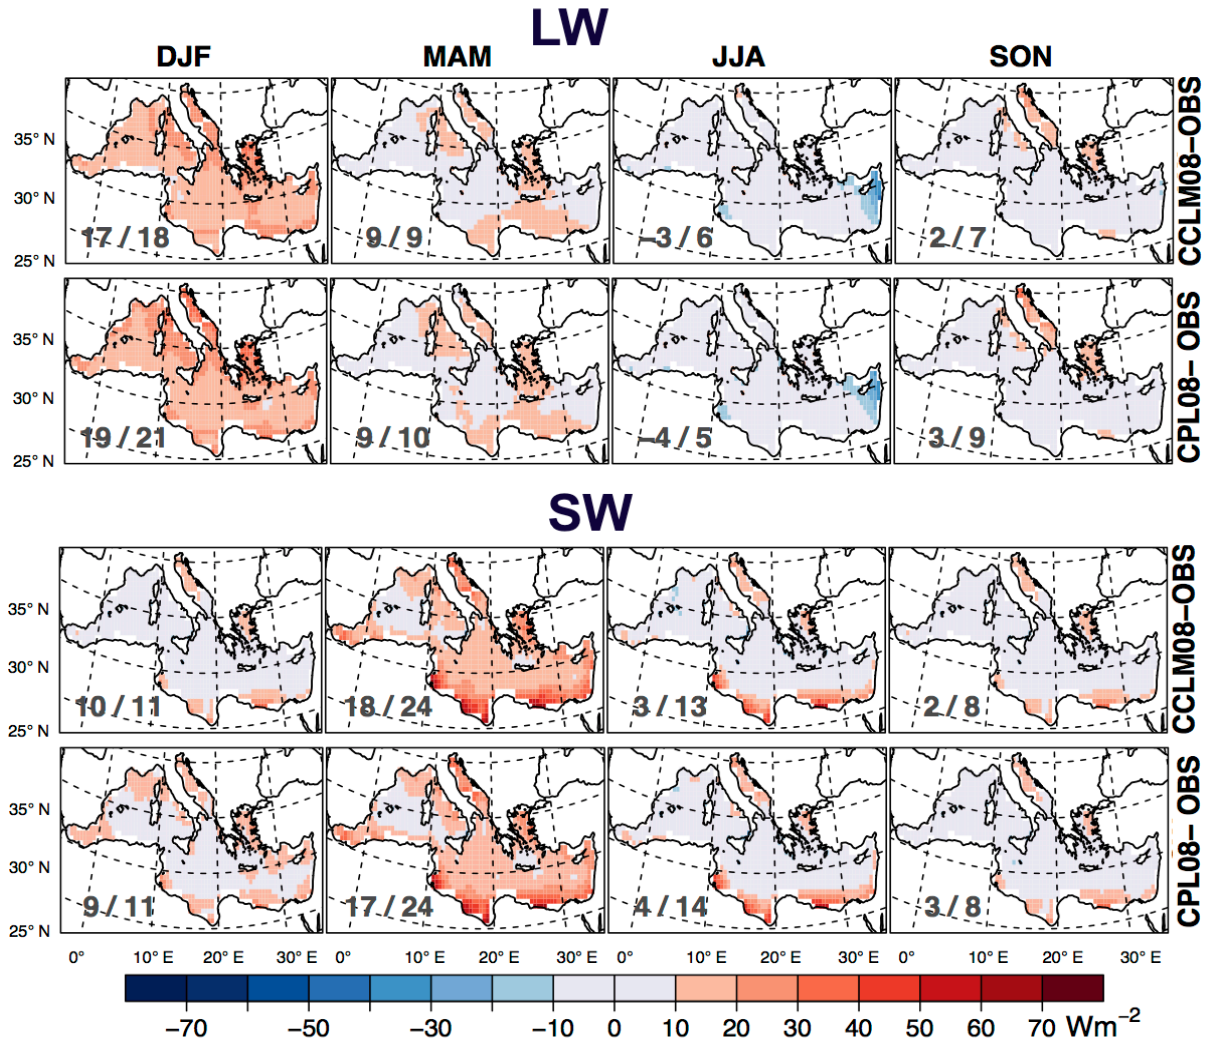 LW
DJF MAM JJA SON
35° N
30° N
25° N
17 / 18 9 / 9 −3 / 6 2 / 7
CCLM08−OBS
35° N
30° N
25° N
19 / 21 9 / 10 −4 / 5 3 / 9
CPL08− OBS
SW
35° N
30° N
25° N
10 / 11 18 / 24 3 / 13 2 / 8
CCLM08−OBS
35° N
30° N
25° N
9 / 11 17 / 24 4 / 14 3 / 8
CPL08− OBS
0° 10° E 20° E 30° E 0° 10° E 20° E 30° E 0° 10° E 20° E 30° E 0° 10° E 20° E 30° E
−70 −50 −30 −10 0 10 20 30 40 50 60 70 Wm−2